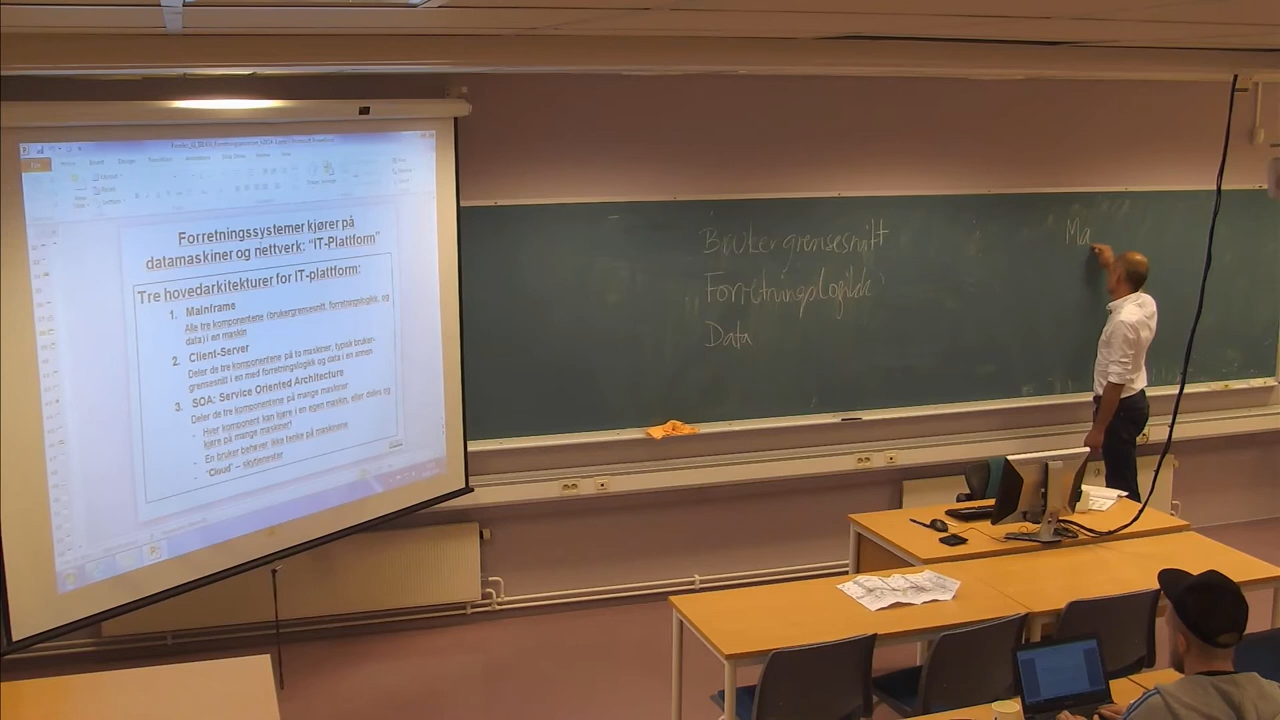 Forretningssystemer kjører på
datamaskiner og nettverk: "IT-Plattform"
Tre hovedarkitekturer for IT-plattform:
1. Mainframe
Alle tre komponentene (brukergrensesnitt, forretningslogikk, og
data) i en maskin
2. Client-Server
Deler de tre komponentene på to maskiner, typisk bruker-
grensesnitt i en med forretningslogikk og data i en annen
3. SOA: Service Oriented Architecture
Deler de tre komponentene på mange maskiner
- Hver komponent kan kjøre i en egen maskin, eller deles og
kjøre på mange maskiner!
- En bruker behøver ikke tenke på maskinene
- "Cloud" – skytjenester
Brukergrensesnitt
Forretningslogikk
Data
Ma